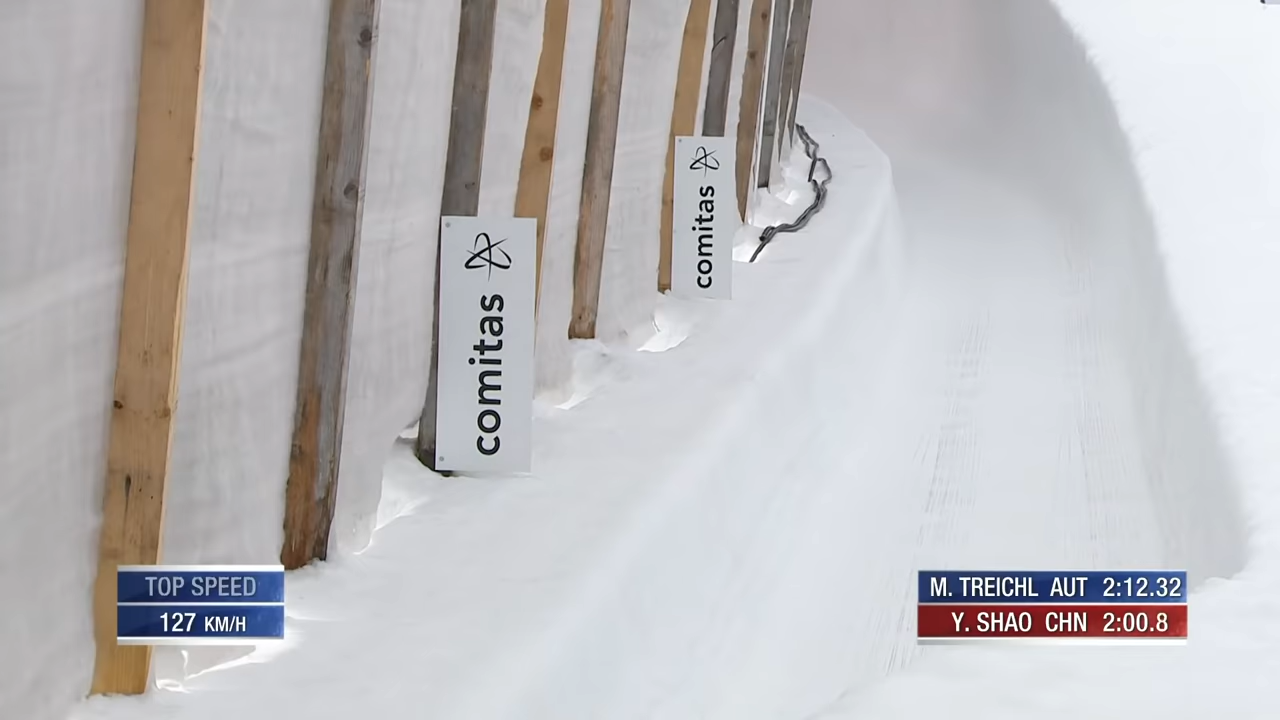 comitas
comitas
TOP SPEED
127 KM/H
M. TREICHL AUT 2:12.32
Y. SHAO CHN 2:00.8